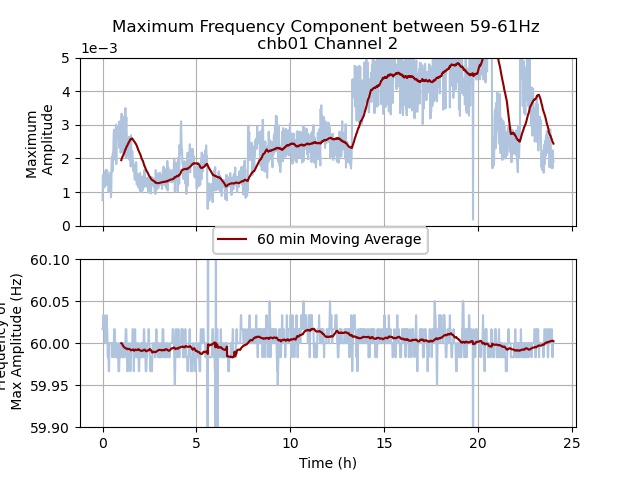 Maximum Frequency Component between 59-61Hz
chb01 Channel 2
1e−3
5
4
3
2
1
0
Maximum
Amplitude
60 min Moving Average
60.10
60.05
60.00
59.95
59.90
Frequency of
Max Amplitude (Hz)
0
5
10
15
20
25
Time (h)